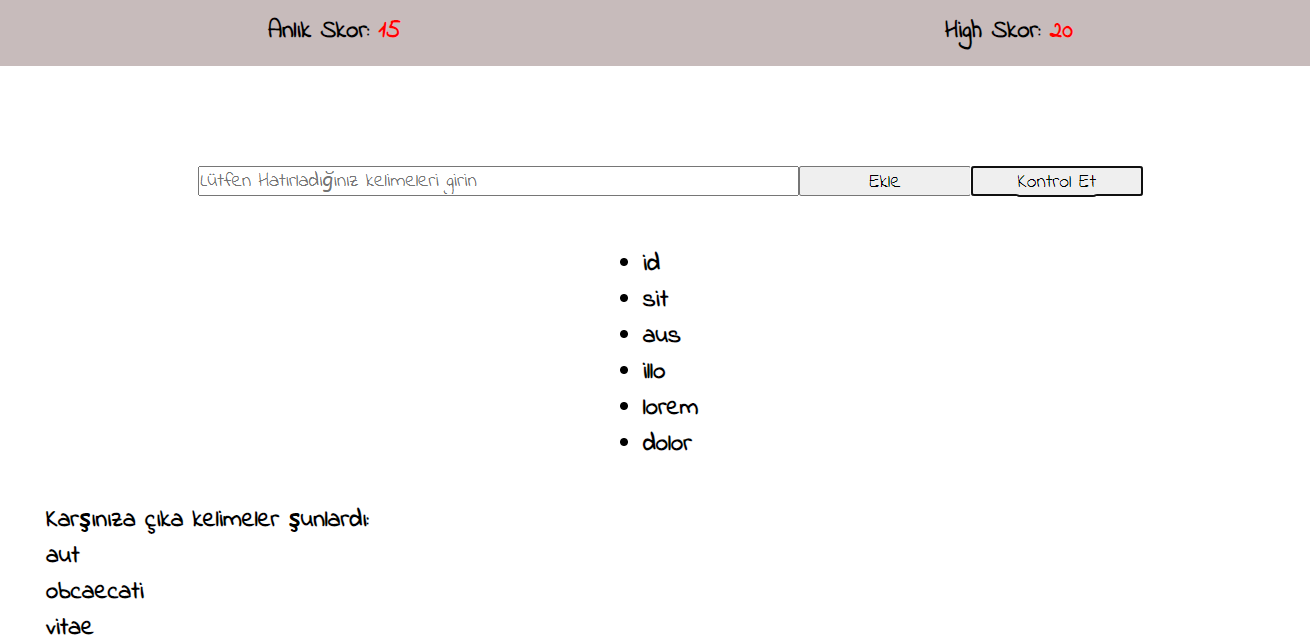 Anlık Skor: 15
High Skor: 20
Lütfen Hatırladığınız kelimeleri girin
Ekle
Kontrol Et
id
sit
aus
illo
lorem
dolor
Karşınıza çıka kelimeler şunlardı:
aut
obcaecati
vitae